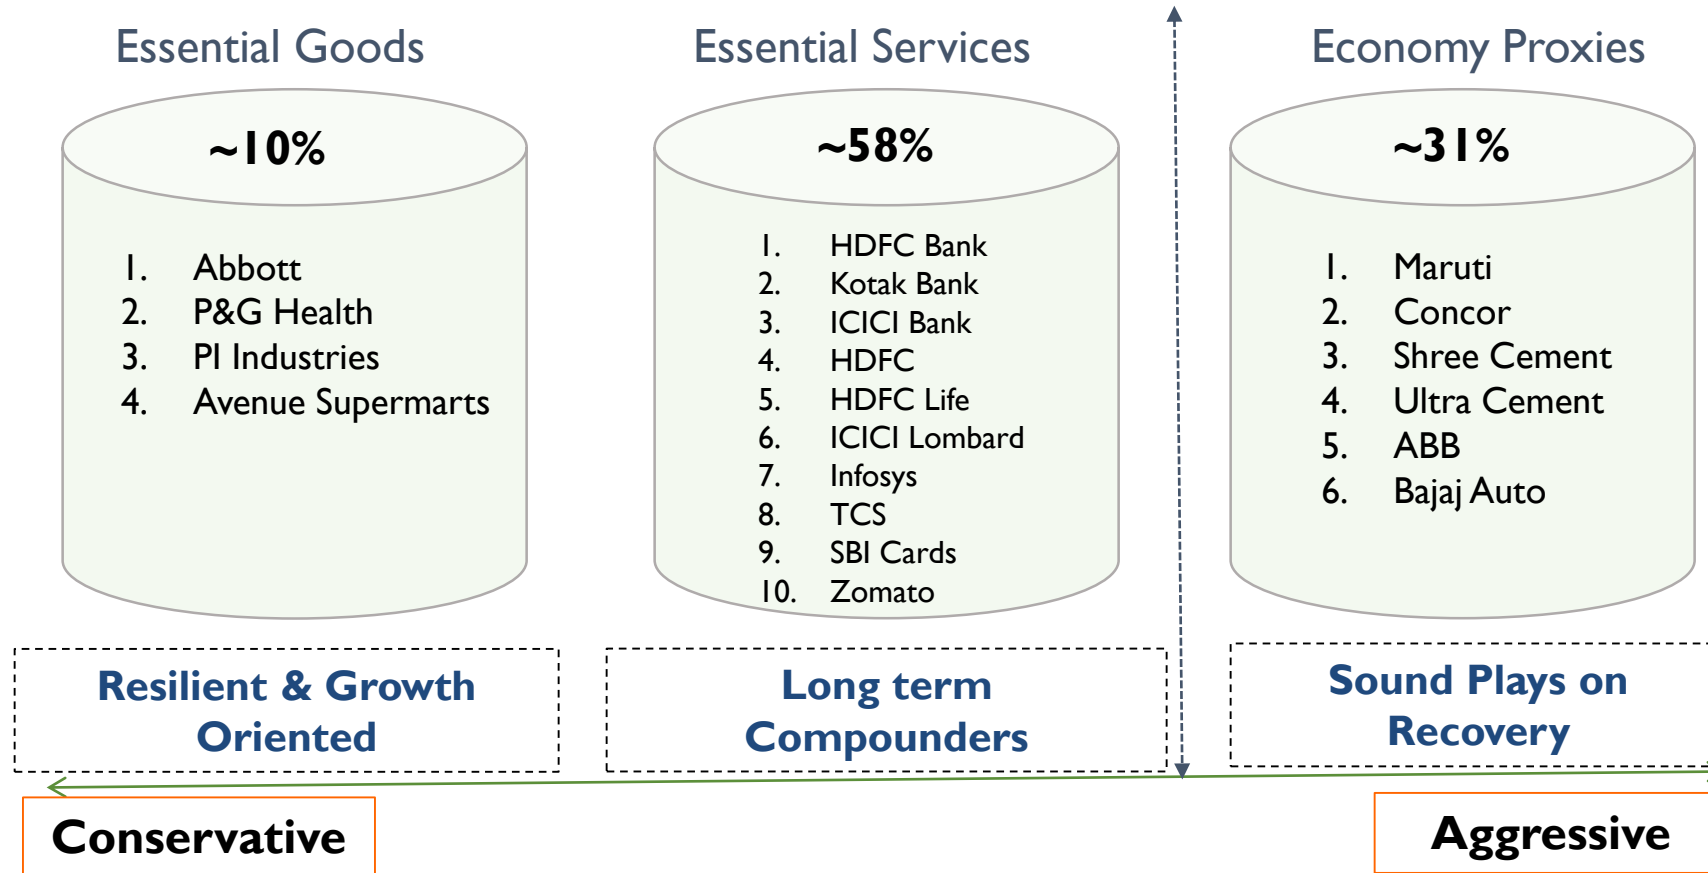 Essential Goods
~10%
1. Abbott
2. P&G Health
3. PI Industries
4. Avenue Supermarts
Resilient & Growth
Oriented
Essential Services
~58%
1. HDFC Bank
2. Kotak Bank
3. ICICI Bank
4. HDFC
5. HDFC Life
6. ICICI Lombard
7. Infosys
8. TCS
9. SBI Cards
10. Zomato
Long term
Compounders
Economy Proxies
~31%
1. Maruti
2. Concor
3. Shree Cement
4. Ultra Cement
5. ABB
6. Bajaj Auto
Sound Plays on
Recovery
Conservative
Aggressive